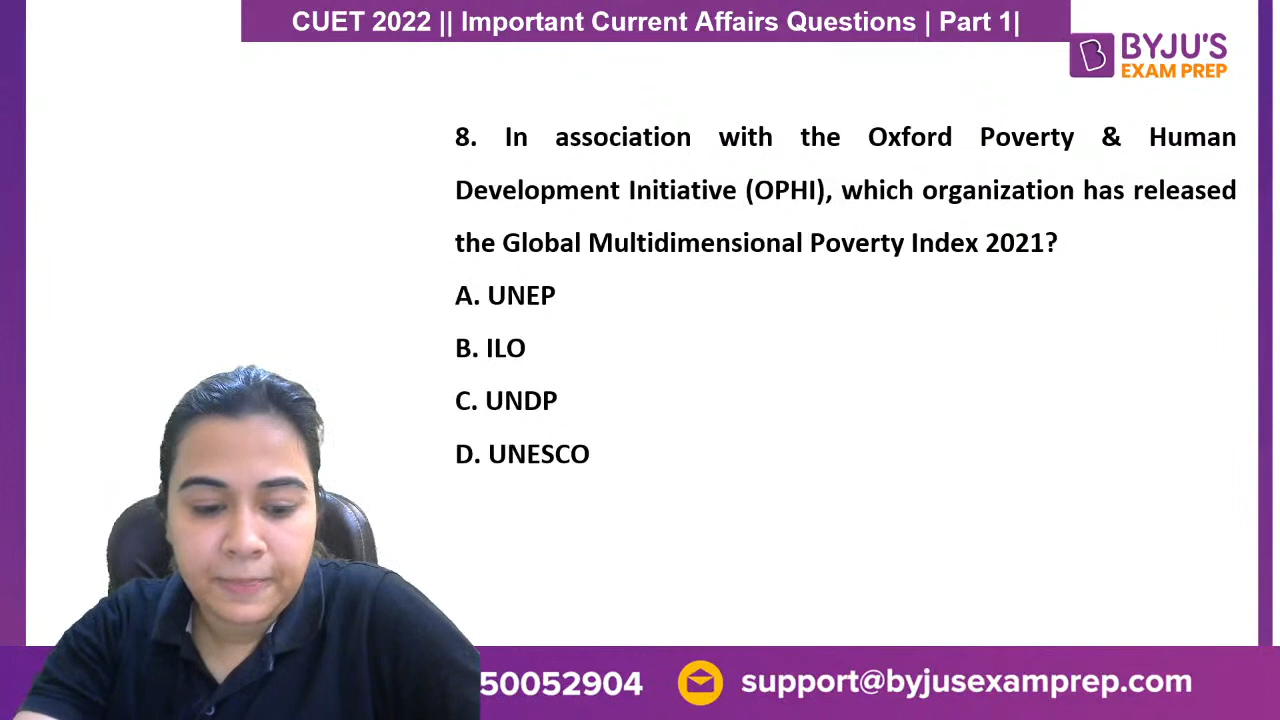 CUET 2022 || Important Current Affairs Questions | Part 1|
BYJU'S
EXAM PREP
8. In association with the Oxford Poverty & Human
Development Initiative (OPHI), which organization has released
the Global Multidimensional Poverty Index 2021?
A. UNEP
B. ILO
C. UNDP
D. UNESCO
50052904
support@byjusexamprep.com